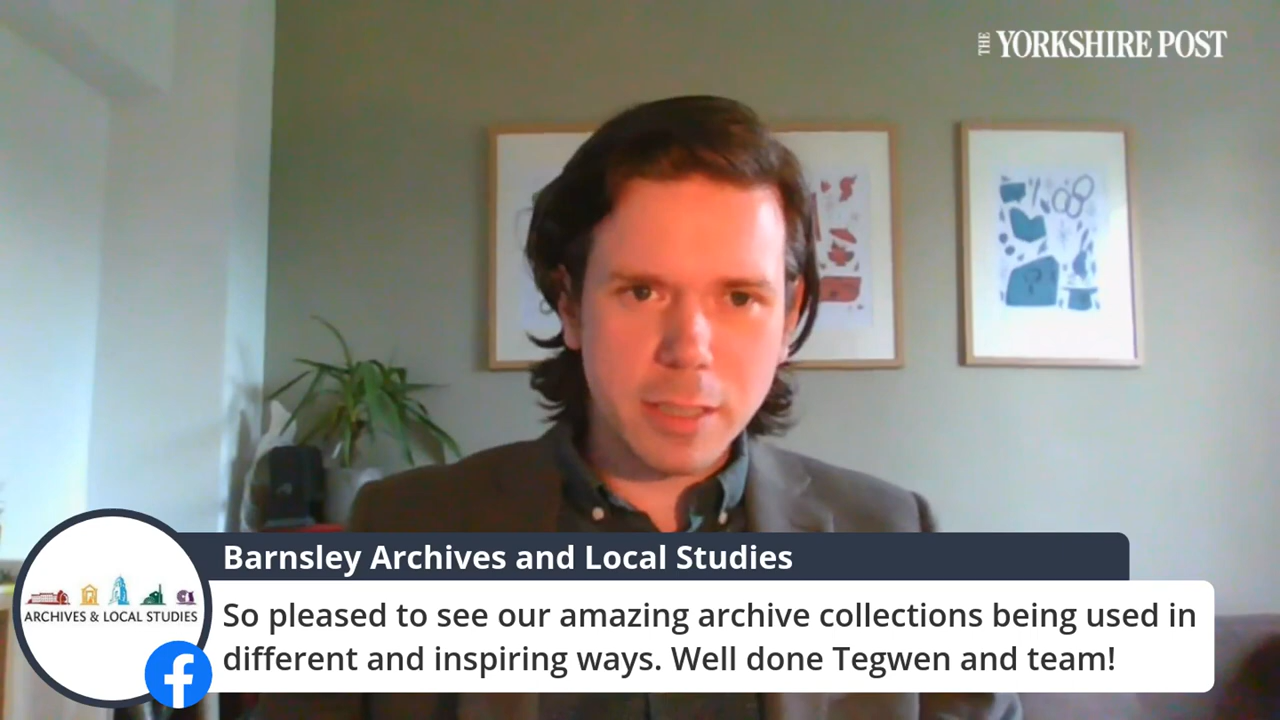 THE YORKSHIRE POST
Barnsley Archives and Local Studies
So pleased to see our amazing archive collections being used in
different and inspiring ways. Well done Tegwen and team!
ARCHIVES & LOCAL STUDIES